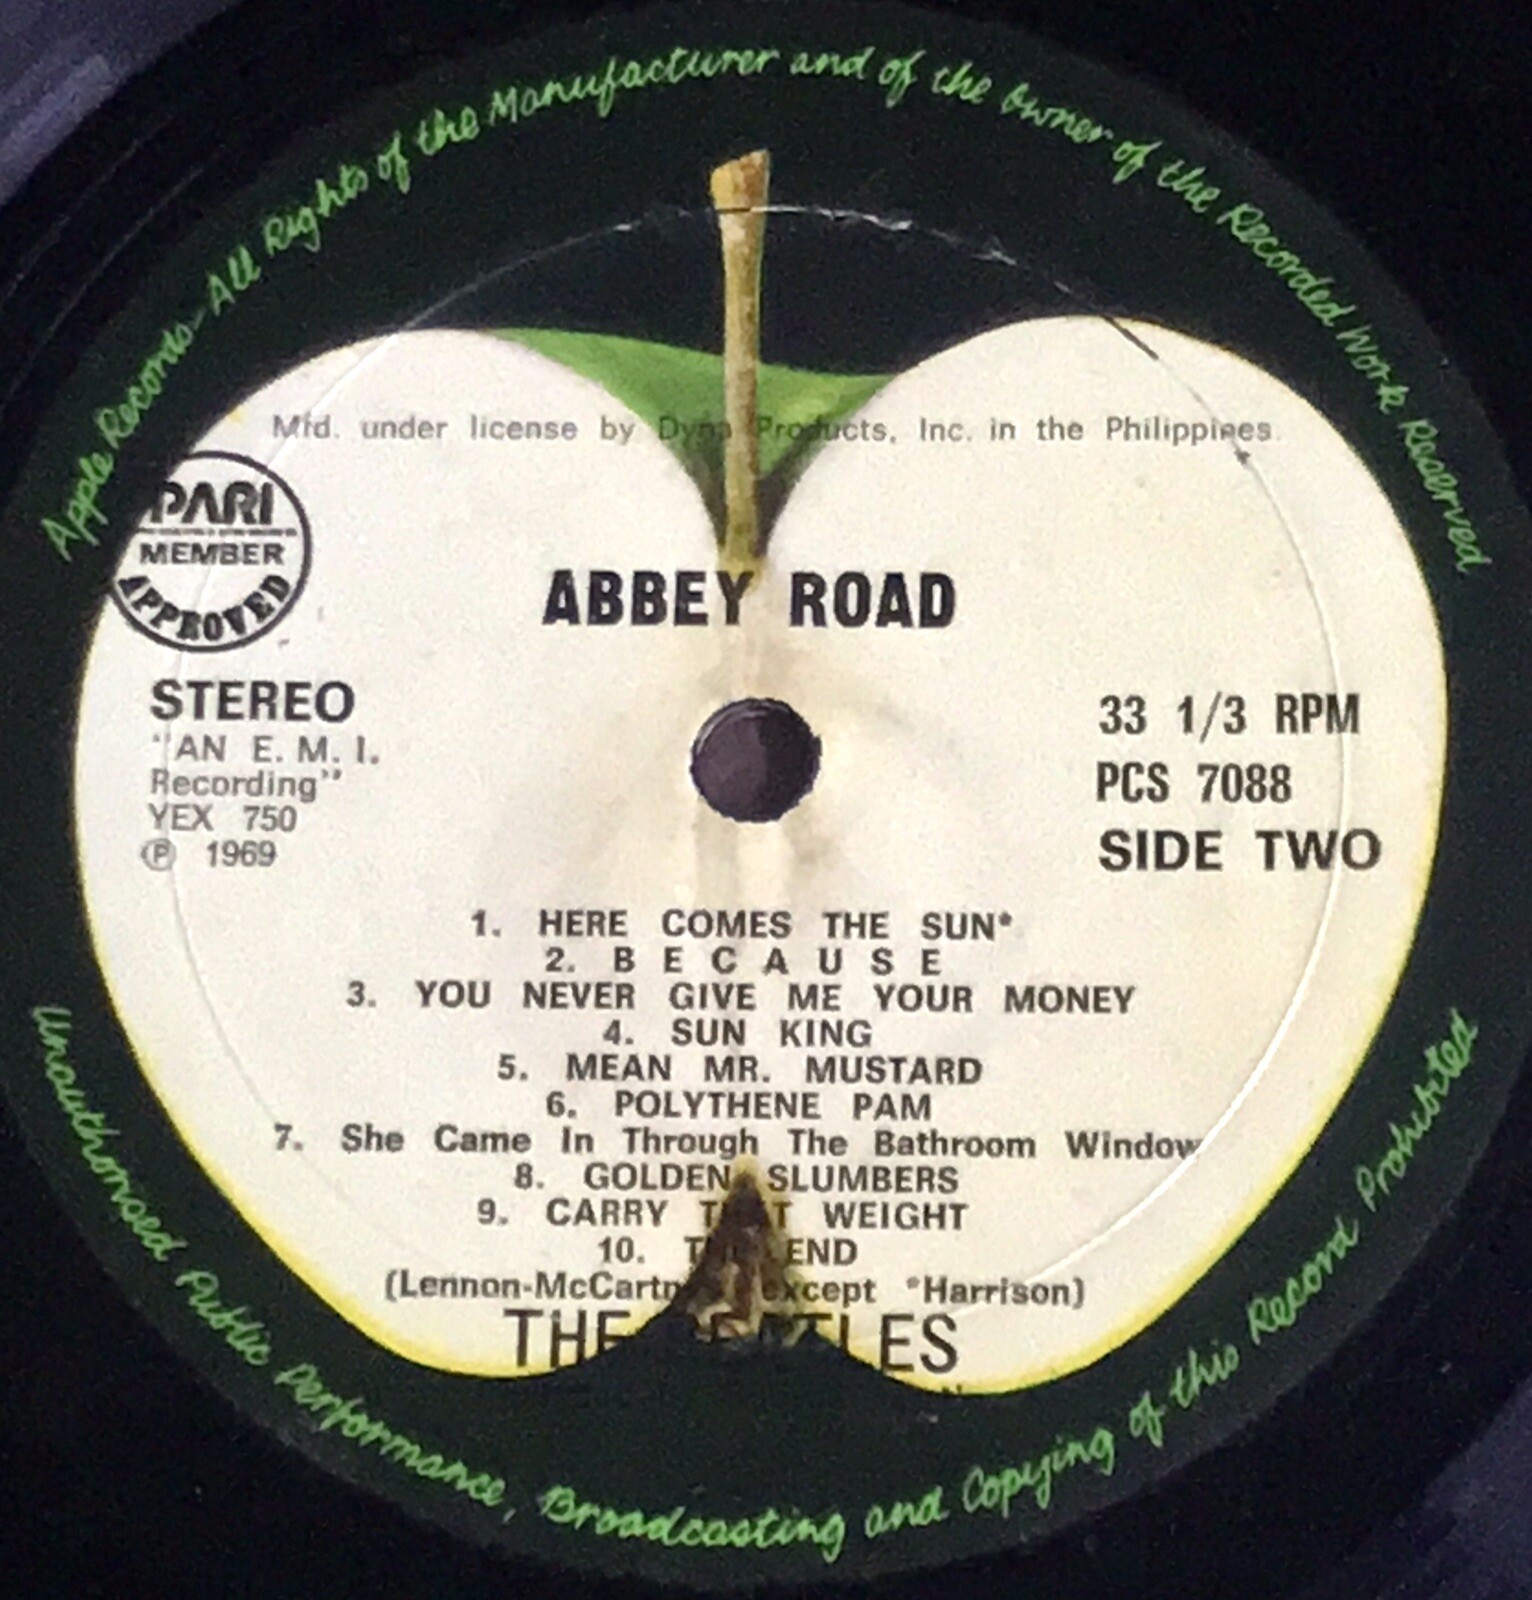 Apple Records-All Rights of the Manufacturer and of the Owner of the Recorded Work Reserved
Mfd. under license by Dyna Products, Inc. in the Philippines.
PARI
MEMBER
APPROVED
ABBEY ROAD
STEREO
"AN E. M. I.
Recording"
YEX 750
Ⓟ 1969
33 1/3 RPM
PCS 7088
SIDE TWO
1. HERE COMES THE SUN*
2. B E C A U S E
3. YOU NEVER GIVE ME YOUR MONEY
4. SUN KING
5. MEAN MR. MUSTARD
6. POLYTHENE PAM
7. She Came In Through The Bathroom Window
8. GOLDEN SLUMBERS
9. CARRY THAT WEIGHT
10. THE END
(Lennon-McCartney except *Harrison)
THE BEATLES
Unauthorised Public Performance, Broadcasting and Copying of this Record Prohibited